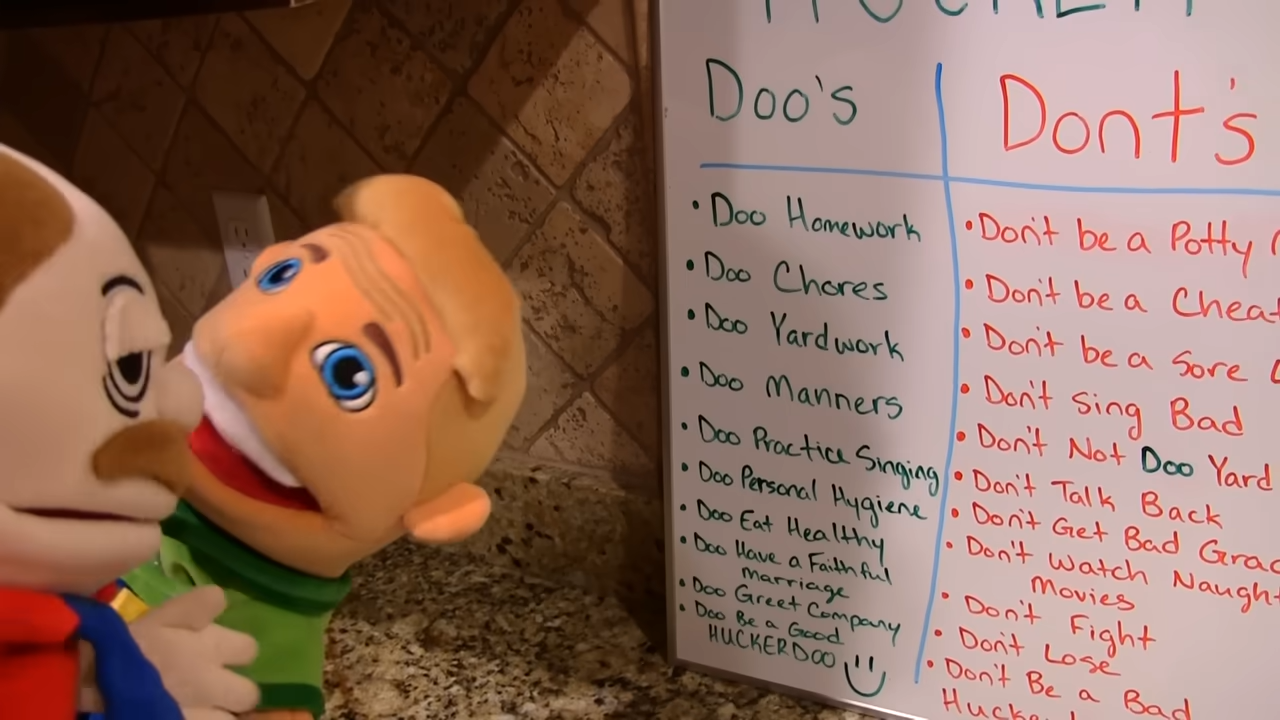 Doo's
Dont's
• Doo Homework
• Doo Chores
• Doo Yardwork
• Doo Manners
• Doo Practice Singing
• Doo Personal Hygiene
• Doo Eat Healthy
• Doo Have a Faithful
marriage
• Doo Greet Company
• Doo Be a Good
HUCKERDOO
• Don't be a Potty
• Don't be a Cheat
• Don't be a Sore
• Don't Sing Bad
• Don't Not Doo Yard
• Don't Talk Back
• Don't Get Bad Grad
• Don't Watch Naught
Movies
• Don't Fight
• Don't Lose
• Don't Be a Bad